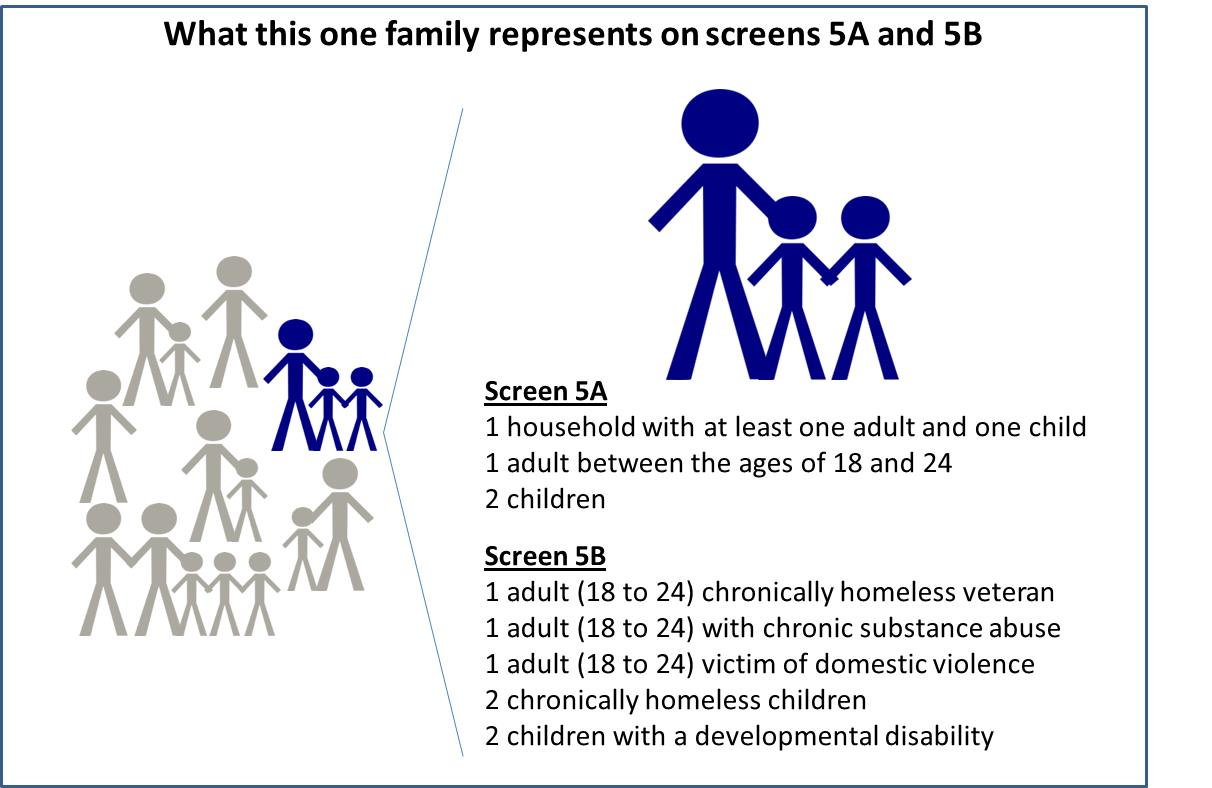 What this one family represents on screens 5A and 5B
Screen 5A
1 household with at least one adult and one child
1 adult between the ages of 18 and 24
2 children
Screen 5B
1 adult (18 to 24) chronically homeless veteran
1 adult (18 to 24) with chronic substance abuse
1 adult (18 to 24) victim of domestic violence
2 chronically homeless children
2 children with a developmental disability